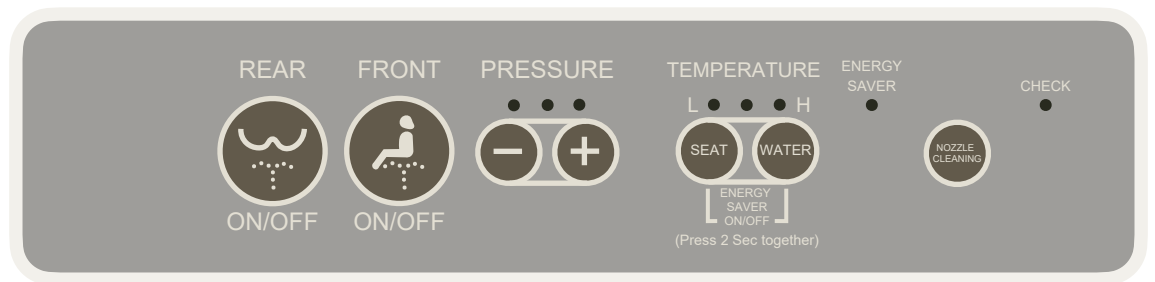 REAR
FRONT
PRESSURE
TEMPERATURE
ENERGY
SAVER
CHECK
L
H
−
+
SEAT
WATER
NOZZLE
CLEANING
ON/OFF
ON/OFF
ENERGY
SAVER
ON/OFF
(Press 2 Sec together)